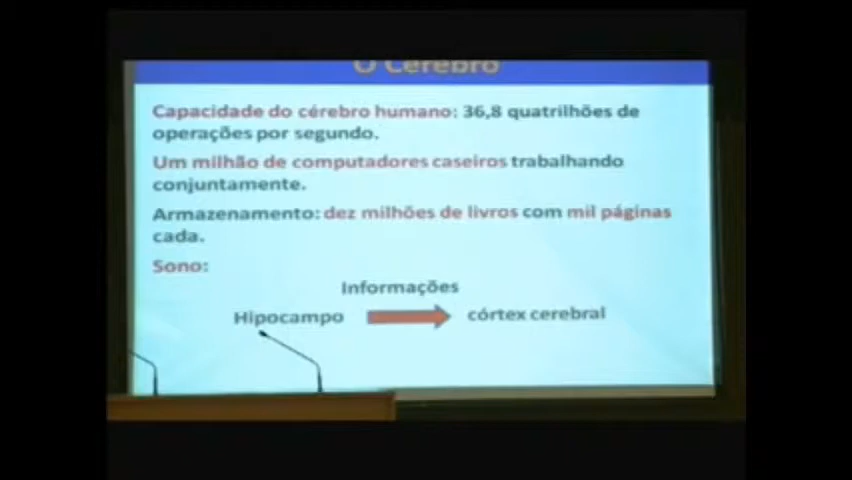 O Cérebro
Capacidade do cérebro humano: 36,8 quatrilhões de
operações por segundo.
Um milhão de computadores caseiros trabalhando
conjuntamente.
Armazenamento: dez milhões de livros com mil páginas
cada.
Sono:
Informações
Hipocampo córtex cerebral